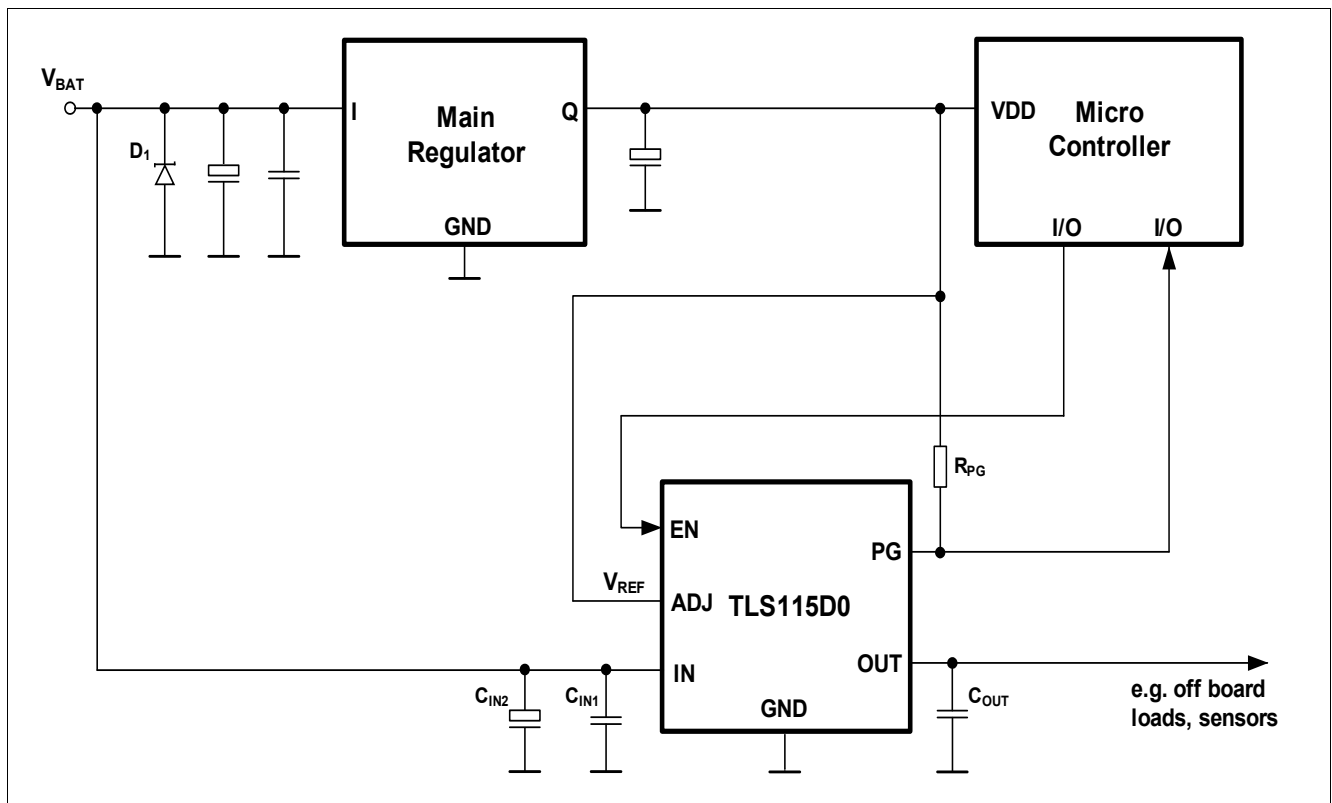 V_BAT
D₁
I
Main
Regulator
Q
GND
VDD
Micro
Controller
I/O
I/O
R_PG
EN
V_REF
ADJ
TLS115D0
PG
IN
OUT
GND
C_IN2
C_IN1
C_OUT
e.g. off board
loads, sensors